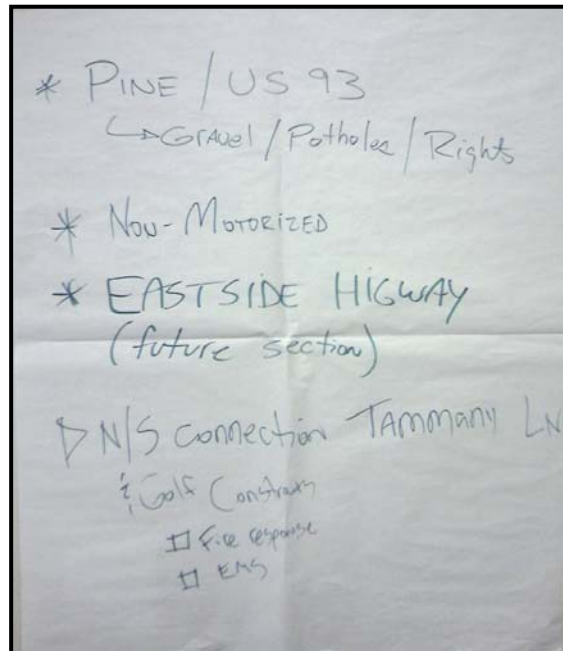 * PINE / US 93
↳ Gravel / Potholes / Rights
* NON-MOTORIZED
* EASTSIDE HIGWAY
(future section)
▷ N/S Connection TAMMANY LN
& Golf
□ Fire response
□ EMS